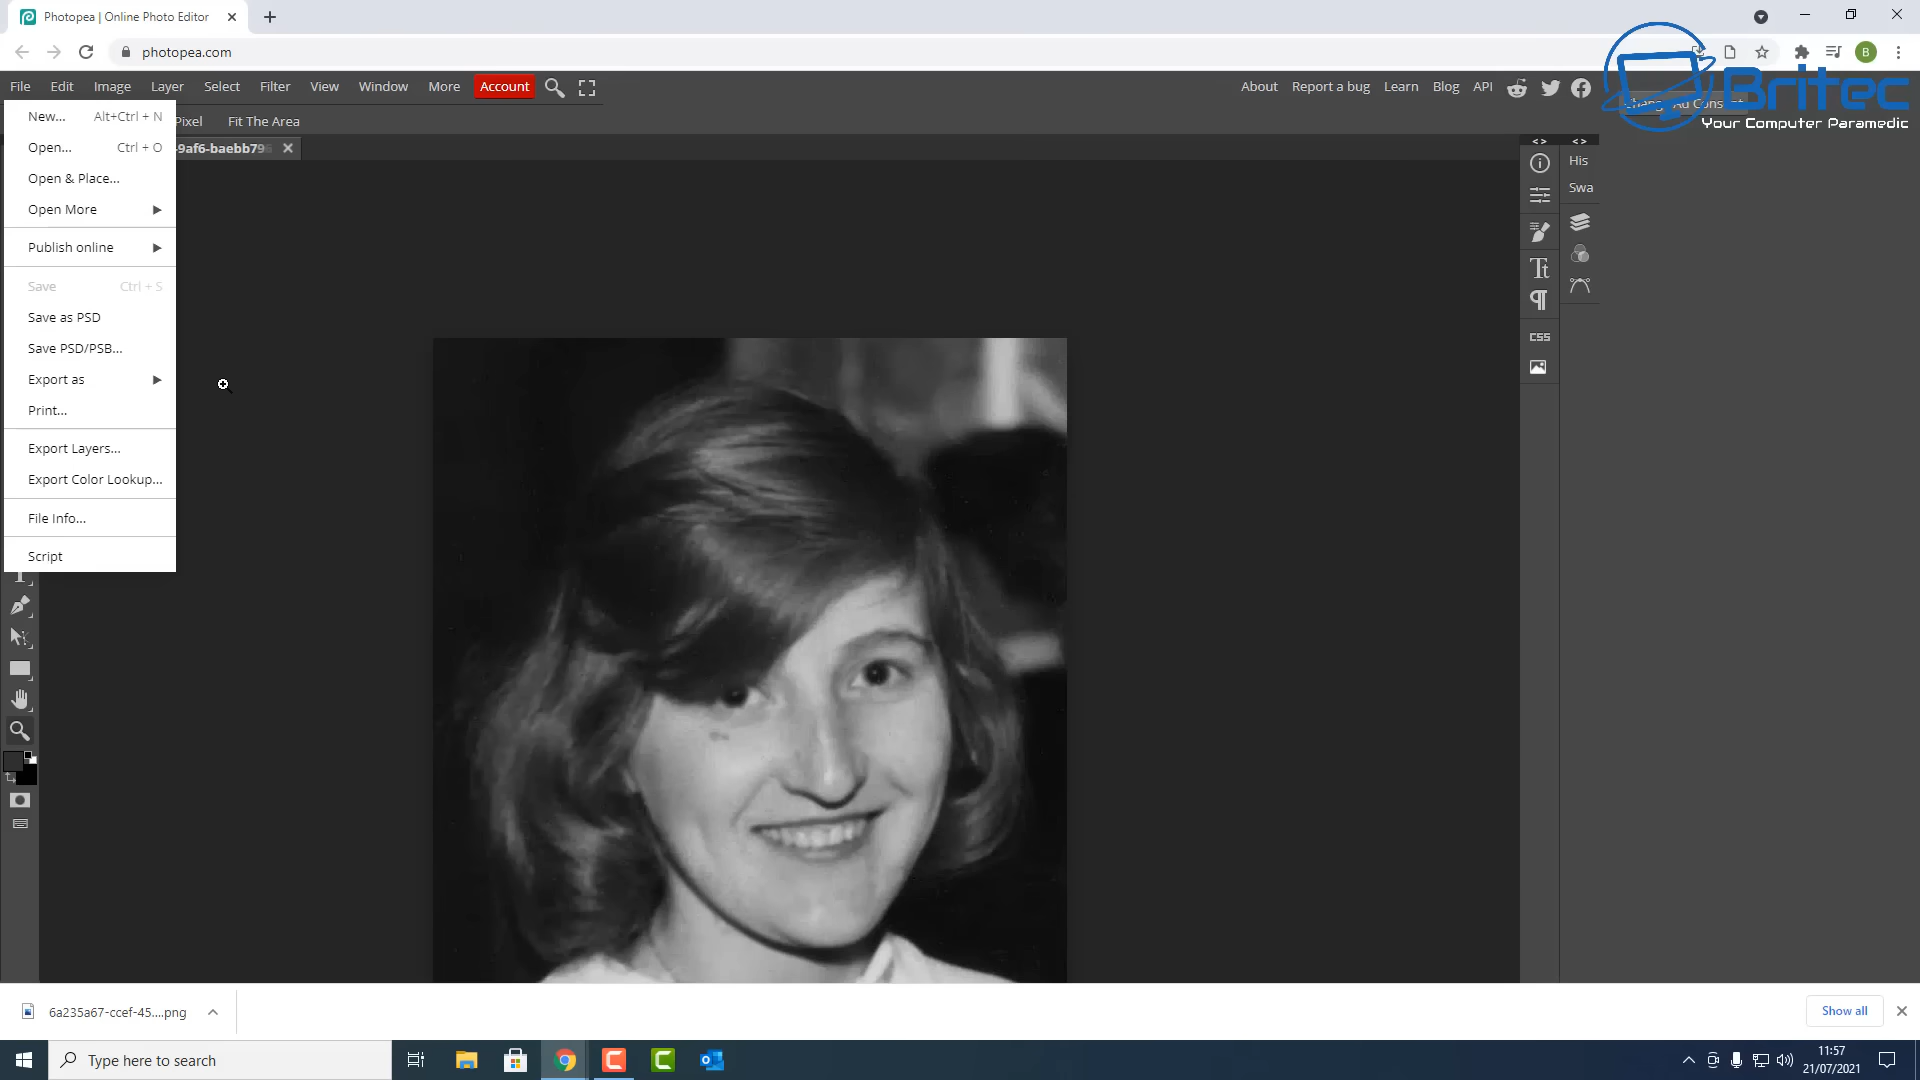 Photopea | Online Photo Editor
photopea.com
File Edit Image Layer Select Filter View Window More Account
About Report a bug Learn Blog API
Britec
Your Computer Paramedic
New... Alt+Ctrl + N
Pixel Fit The Area
Open... Ctrl + O
-9af6-baebb796
Open & Place...
Open More
Publish online
Save Ctrl + S
Save as PSD
Save PSD/PSB...
Export as
Print...
Export Layers...
Export Color Lookup...
File Info...
Script
His
Swa
CSS
6a235a67-ccef-45....png
Show all
Type here to search
11:57
21/07/2021
B